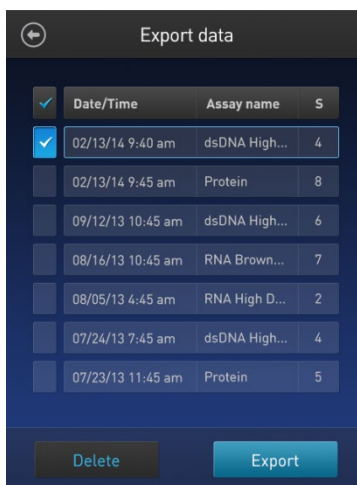 Export data
Date/Time Assay name S
02/13/14 9:40 am dsDNA High... 4
02/13/14 9:45 am Protein 8
09/12/13 10:45 am dsDNA High... 6
08/16/13 10:45 am RNA Brown... 7
08/05/13 4:45 am RNA High D... 2
07/24/13 7:45 am dsDNA High... 4
07/23/13 11:45 am Protein 5
Delete Export